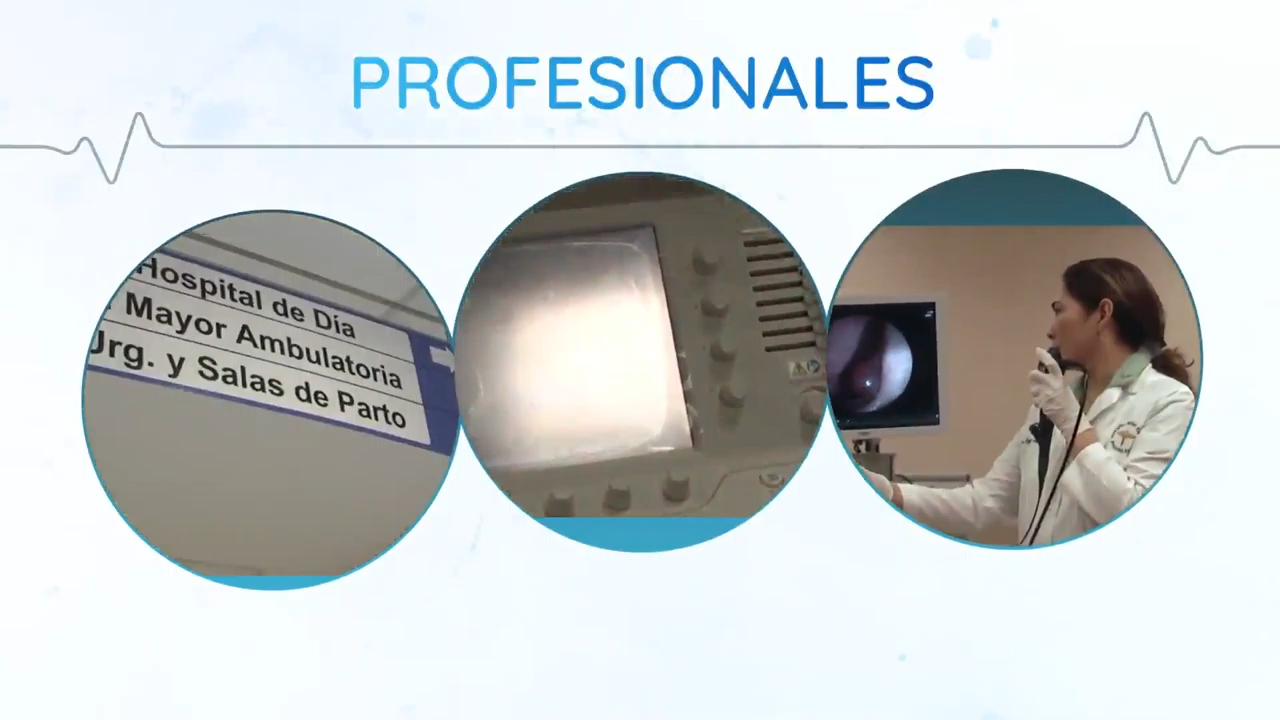 PROFESIONALES
Hospital de Día
Mayor Ambulatoria
Urg. y Salas de Parto